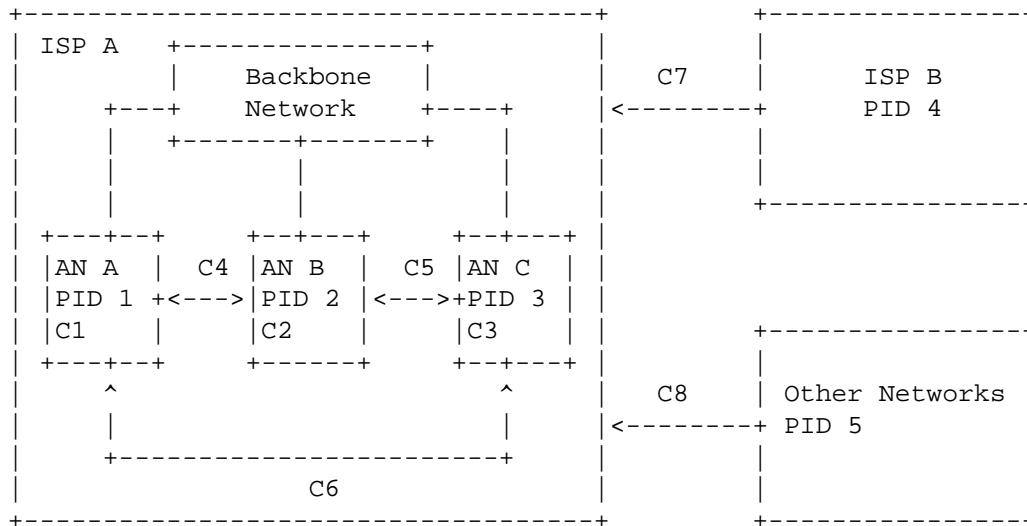 ISP A
Backbone
Network
C7
ISP B
PID 4
AN A C4 AN B C5 AN C
PID 1 PID 2 PID 3
C1 C2 C3
C8
Other Networks
PID 5
C6